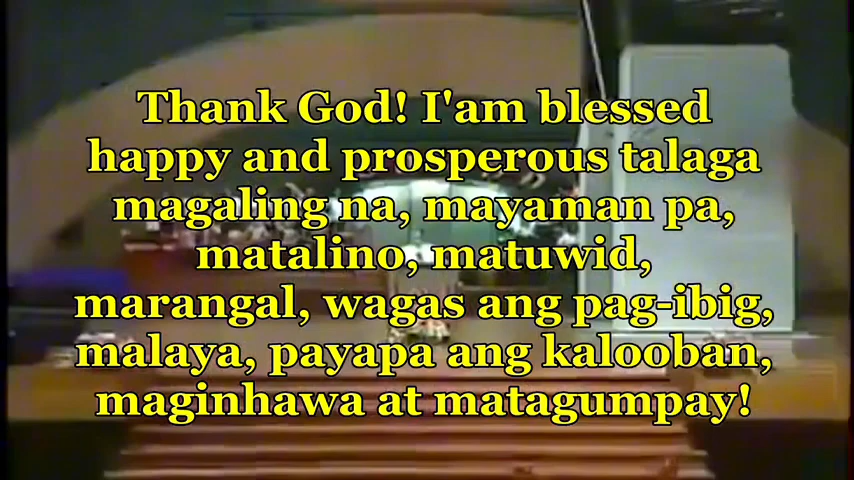 Thank God! I'am blessed
happy and prosperous talaga
magaling na, mayaman pa,
matalino, matuwid,
marangal, wagas ang pag-ibig,
malaya, payapa ang kalooban,
maginhawa at matagumpay!